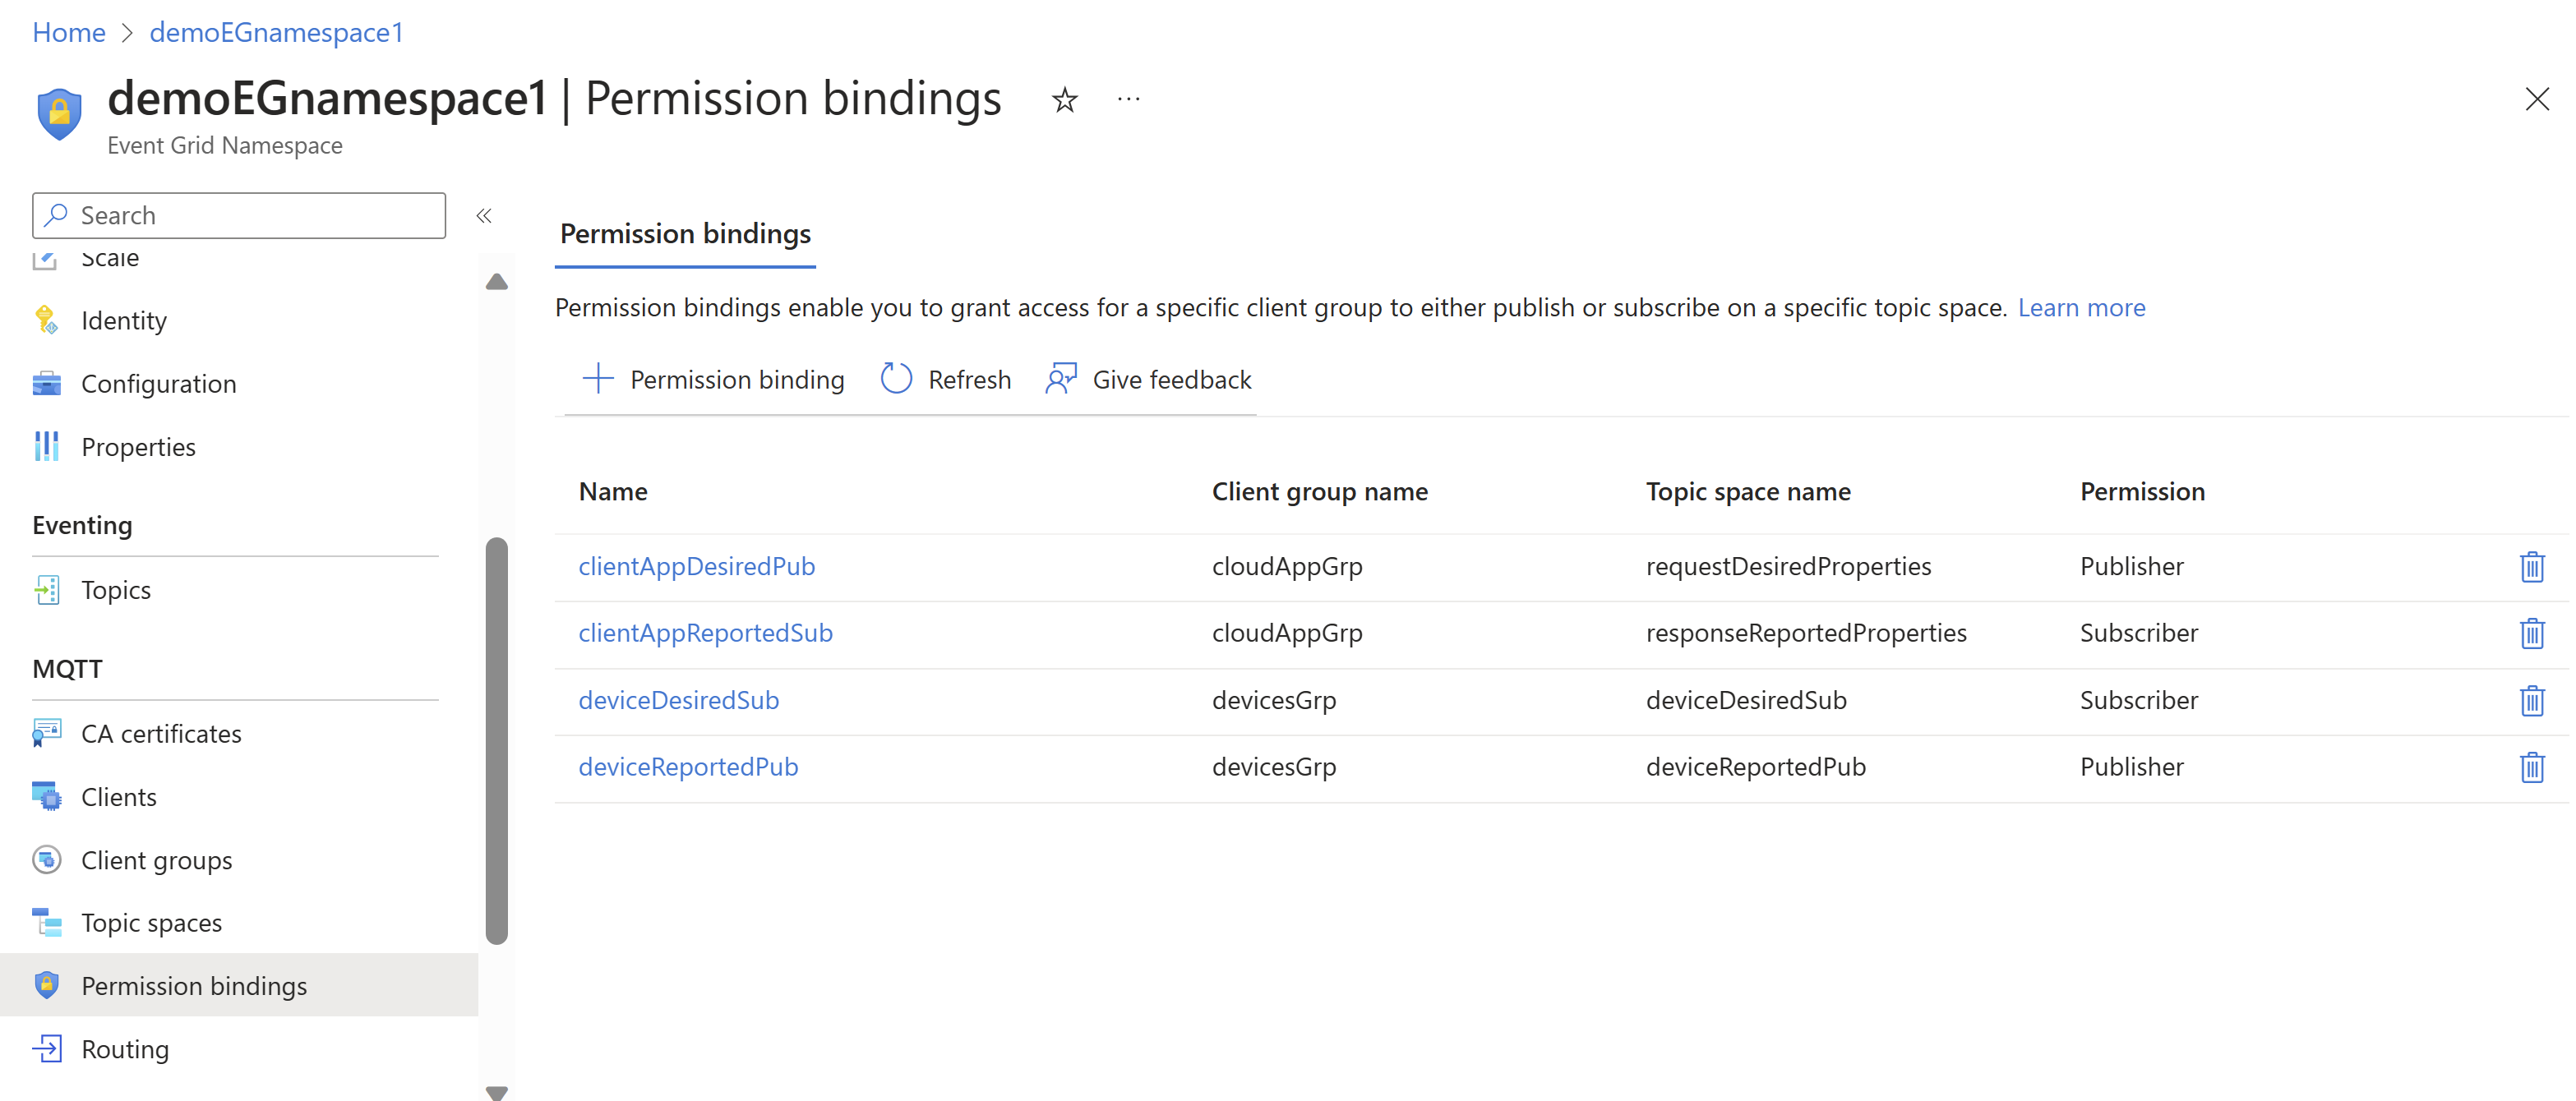 Home > demoEGnamespace1
demoEGnamespace1 | Permission bindings
Event Grid Namespace
Search
Scale
Identity
Configuration
Properties
Eventing
Topics
MQTT
CA certificates
Clients
Client groups
Topic spaces
Permission bindings
Routing
Permission bindings
Permission bindings enable you to grant access for a specific client group to either publish or subscribe on a specific topic space. Learn more
Permission binding Refresh Give feedback
Name Client group name Topic space name Permission
clientAppDesiredPub cloudAppGrp requestDesiredProperties Publisher
clientAppReportedSub cloudAppGrp responseReportedProperties Subscriber
deviceDesiredSub devicesGrp deviceDesiredSub Subscriber
deviceReportedPub devicesGrp deviceReportedPub Publisher